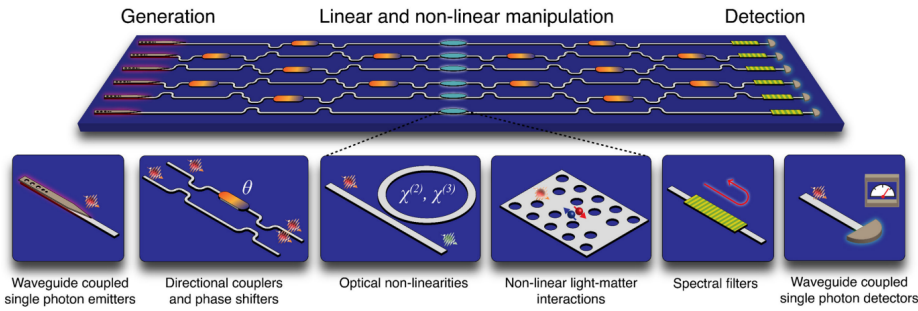 Generation
Linear and non-linear manipulation
Detection
θ
χ⁽²⁾, χ⁽³⁾
Waveguide coupled
single photon emitters
Directional couplers
and phase shifters
Optical non-linearities
Non-linear light-matter
interactions
Spectral filters
Waveguide coupled
single photon detectors